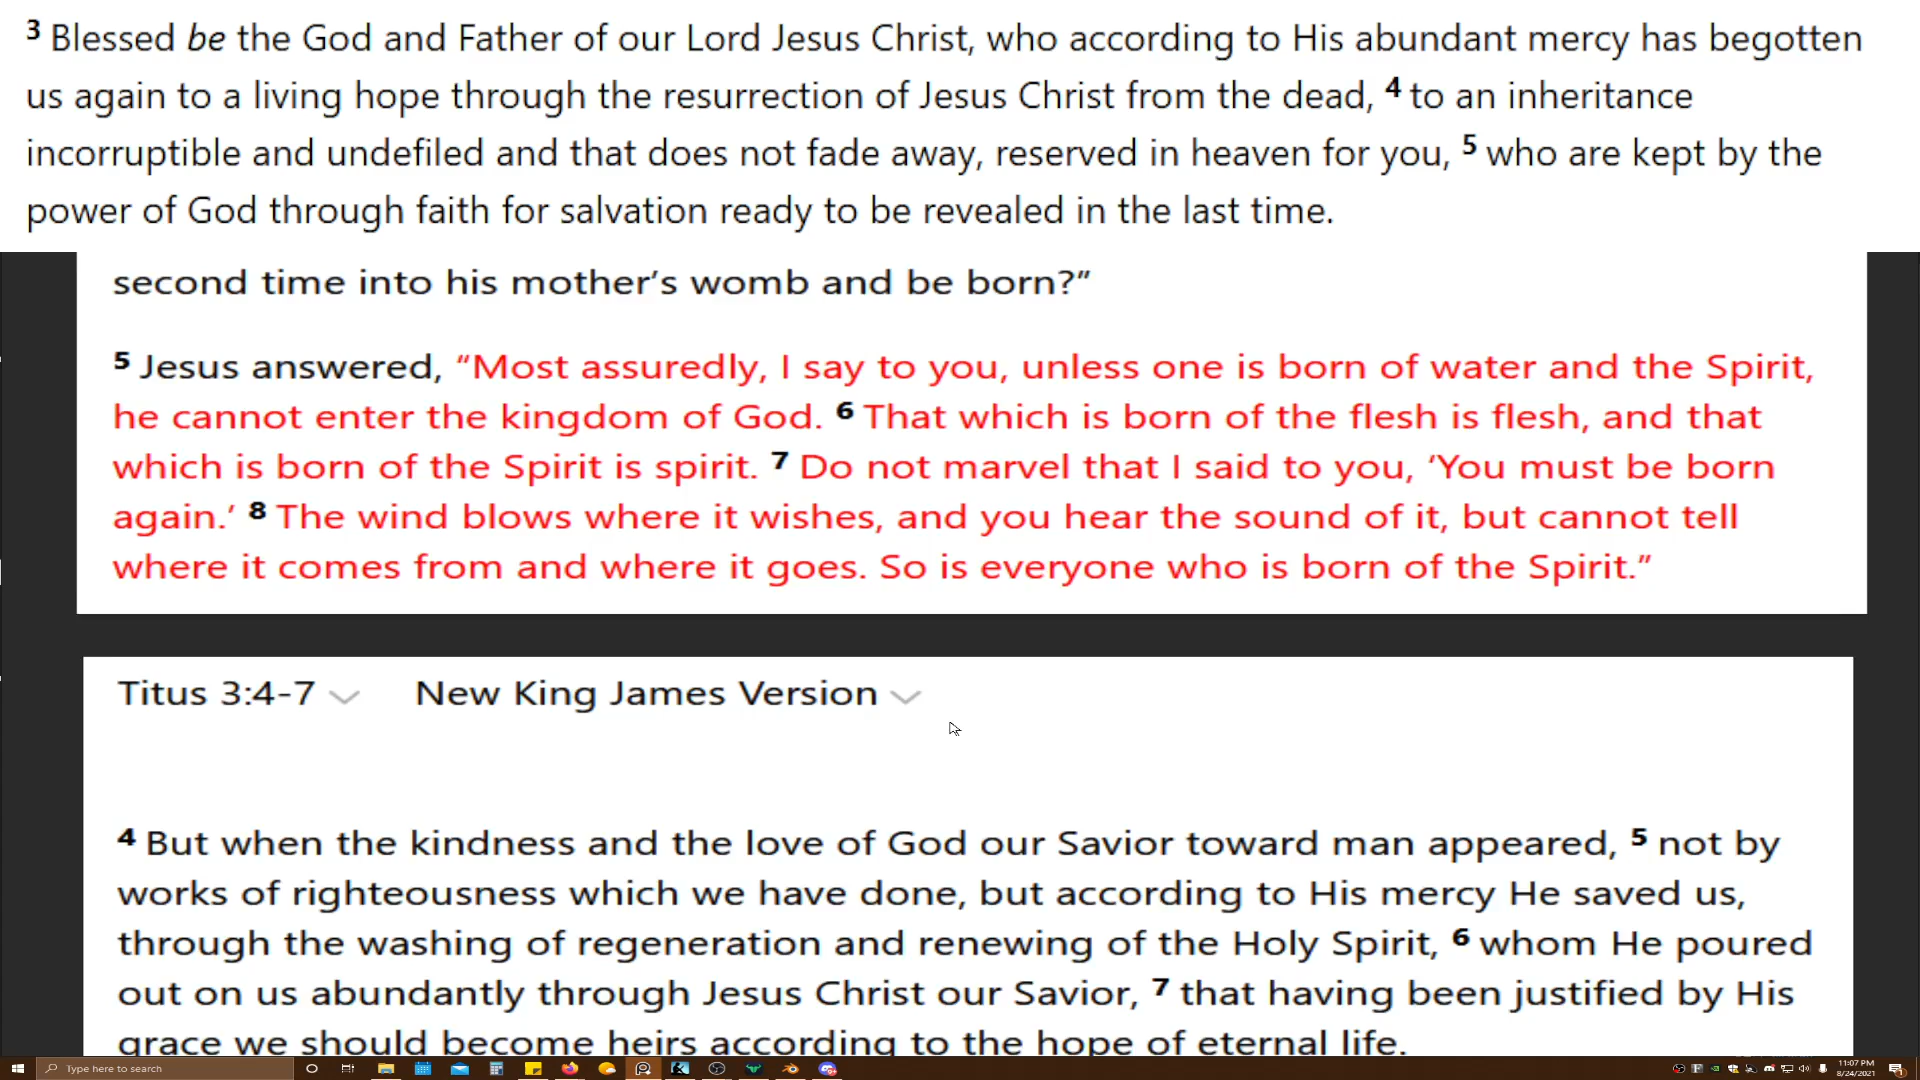 3 Blessed be the God and Father of our Lord Jesus Christ, who according to His abundant mercy has begotten
us again to a living hope through the resurrection of Jesus Christ from the dead, 4 to an inheritance
incorruptible and undefiled and that does not fade away, reserved in heaven for you, 5 who are kept by the
power of God through faith for salvation ready to be revealed in the last time.
second time into his mother’s womb and be born?”
5 Jesus answered, “Most assuredly, I say to you, unless one is born of water and the Spirit,
he cannot enter the kingdom of God. 6 That which is born of the flesh is flesh, and that
which is born of the Spirit is spirit. 7 Do not marvel that I said to you, ‘You must be born
again.’ 8 The wind blows where it wishes, and you hear the sound of it, but cannot tell
where it comes from and where it goes. So is everyone who is born of the Spirit.”
Titus 3:4-7 New King James Version
4 But when the kindness and the love of God our Savior toward man appeared, 5 not by
works of righteousness which we have done, but according to His mercy He saved us,
through the washing of regeneration and renewing of the Holy Spirit, 6 whom He poured
out on us abundantly through Jesus Christ our Savior, 7 that having been justified by His
grace we should become heirs according to the hope of eternal life.
Type here to search
11:07 PM
8/24/2021